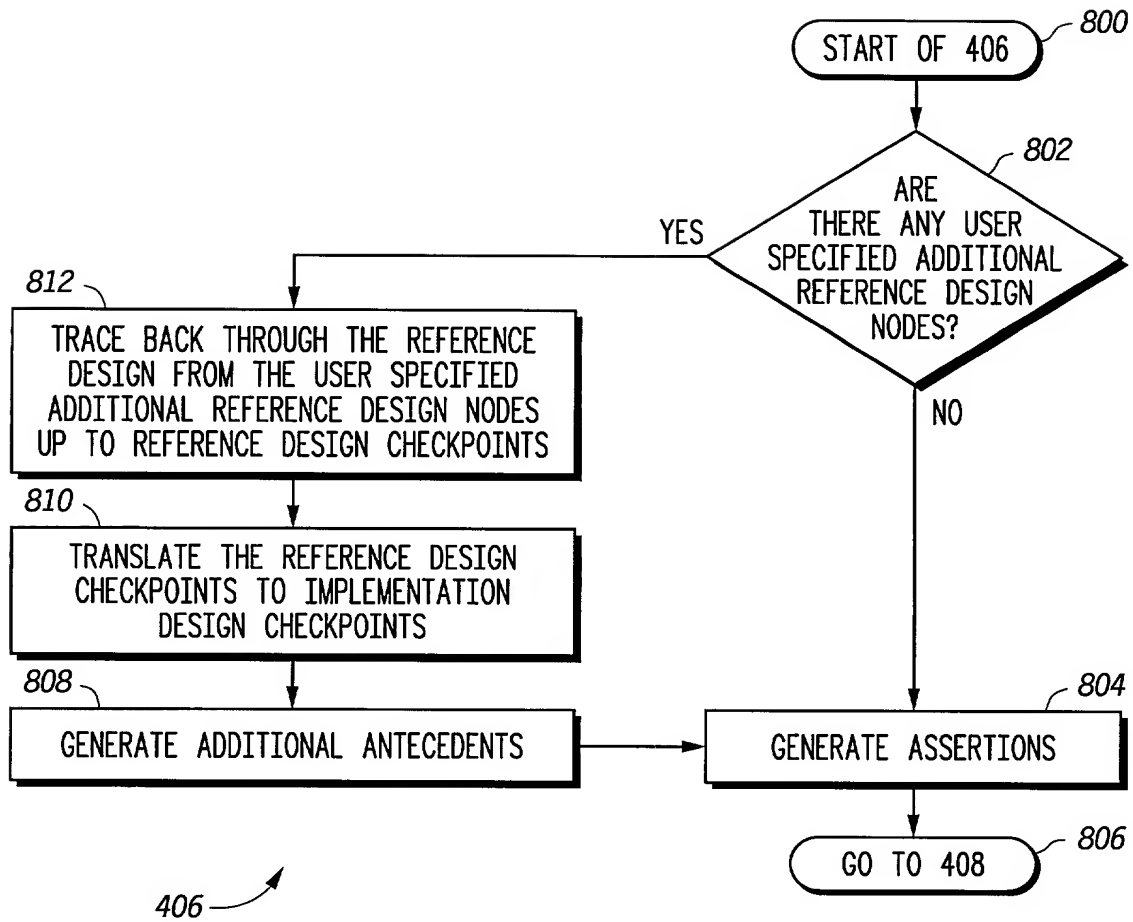 800
START OF 406
802
ARE
THERE ANY USER
SPECIFIED ADDITIONAL
REFERENCE DESIGN
NODES?
YES
NO
812
TRACE BACK THROUGH THE REFERENCE
DESIGN FROM THE USER SPECIFIED
ADDITIONAL REFERENCE DESIGN NODES
UP TO REFERENCE DESIGN CHECKPOINTS
810
TRANSLATE THE REFERENCE DESIGN
CHECKPOINTS TO IMPLEMENTATION
DESIGN CHECKPOINTS
808
GENERATE ADDITIONAL ANTECEDENTS
804
GENERATE ASSERTIONS
806
GO TO 408
406